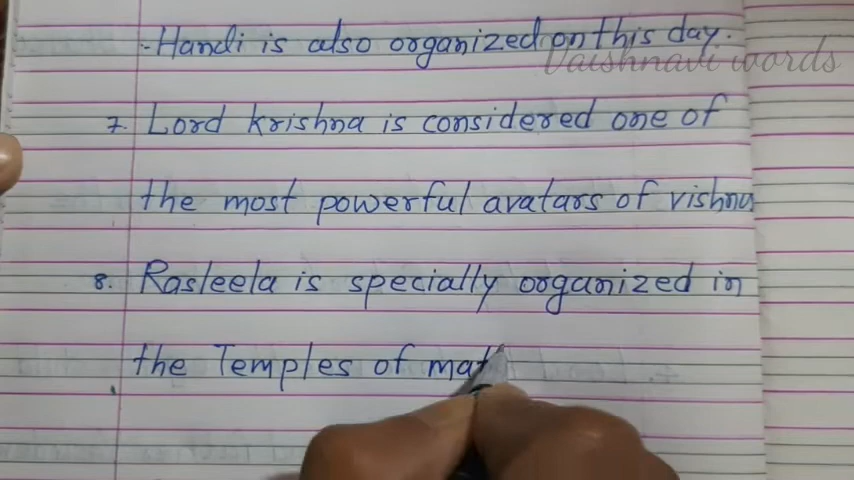 - Handi is also organized on this day.
Vaishnavi words
7. Lord krishna is considered one of
the most powerful avatars of vishnu
8. Rasleela is specially organized in
the Temples of mat